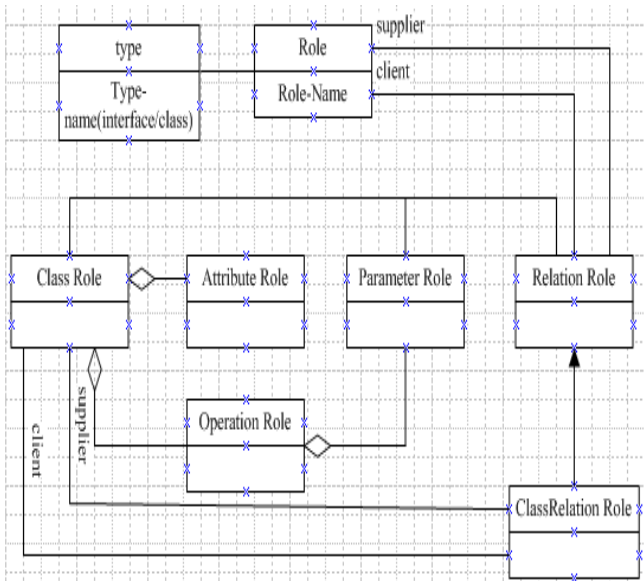 supplier
type
Role
client
Type-
name(interface/class)
Role-Name
Class Role
Attribute Role
Parameter Role
Relation Role
supplier
client
Operation Role
ClassRelation Role